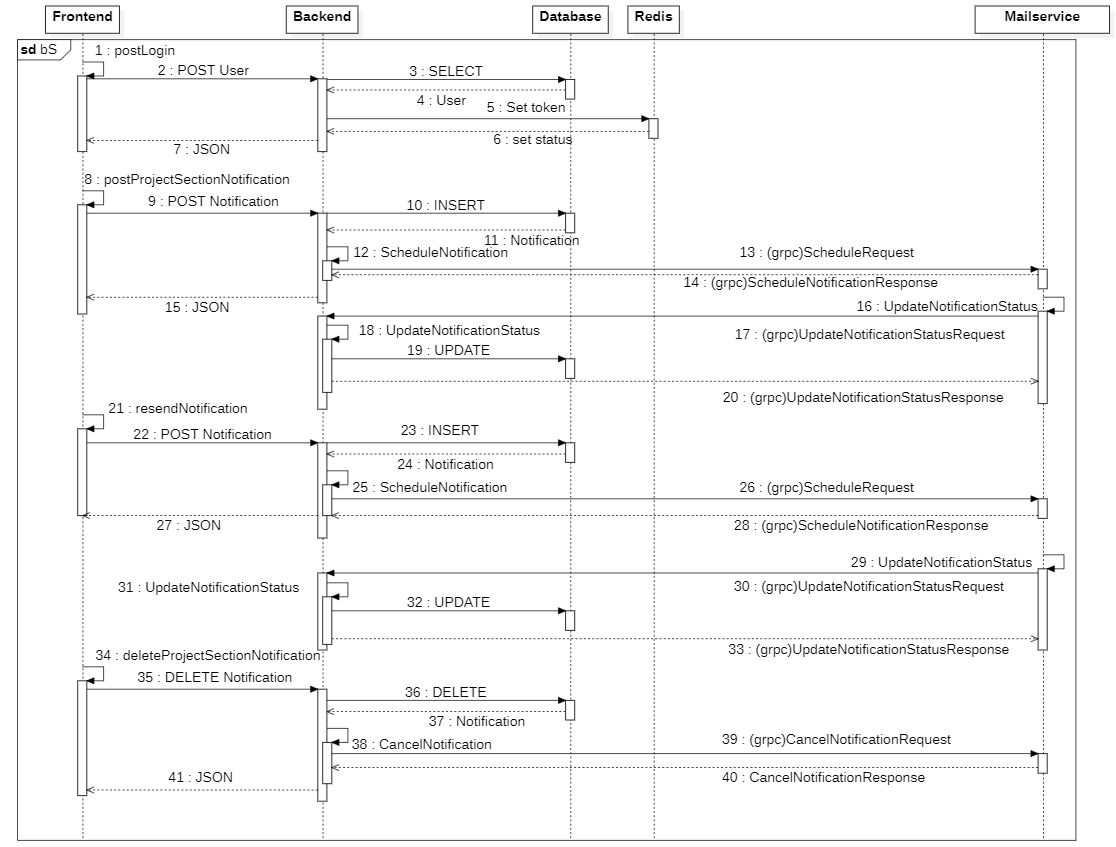 Frontend
Backend
Database
Redis
Mailservice
sd bS
1 : postLogin
2 : POST User
3 : SELECT
4 : User
5 : Set token
6 : set status
7 : JSON
8 : postProjectSectionNotification
9 : POST Notification
10 : INSERT
11 : Notification
12 : ScheduleNotification
13 : (grpc)ScheduleRequest
14 : (grpc)ScheduleNotificationResponse
15 : JSON
16 : UpdateNotificationStatus
17 : (grpc)UpdateNotificationStatusRequest
18 : UpdateNotificationStatus
19 : UPDATE
20 : (grpc)UpdateNotificationStatusResponse
21 : resendNotification
22 : POST Notification
23 : INSERT
24 : Notification
25 : ScheduleNotification
26 : (grpc)ScheduleRequest
27 : JSON
28 : (grpc)ScheduleNotificationResponse
29 : UpdateNotificationStatus
30 : (grpc)UpdateNotificationStatusRequest
31 : UpdateNotificationStatus
32 : UPDATE
33 : (grpc)UpdateNotificationStatusResponse
34 : deleteProjectSectionNotification
35 : DELETE Notification
36 : DELETE
37 : Notification
38 : CancelNotification
39 : (grpc)CancelNotificationRequest
40 : CancelNotificationResponse
41 : JSON